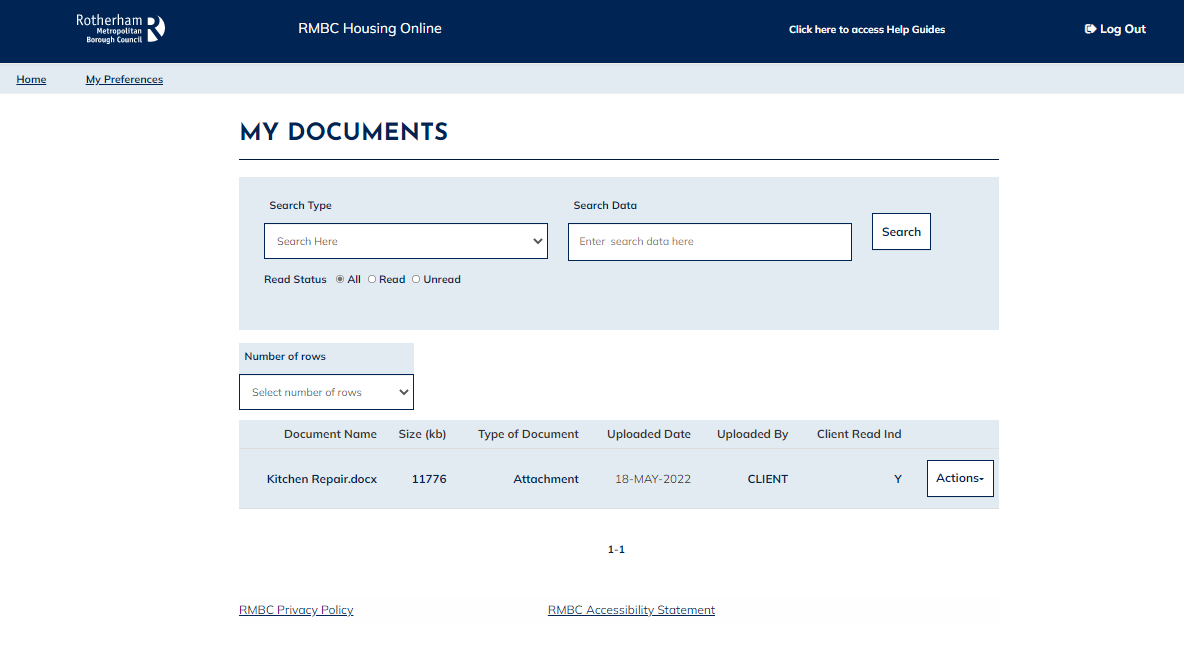 Rotherham
Metropolitan
Borough Council
RMBC Housing Online
Click here to access Help Guides
Log Out
Home
My Preferences
MY DOCUMENTS
Search Type
Search Data
Search Here
Enter search data here
Search
Read Status All Read Unread
Number of rows
Select number of rows
Document Name Size (kb) Type of Document Uploaded Date Uploaded By Client Read Ind
Kitchen Repair.docx 11776 Attachment 18-MAY-2022 CLIENT Y Actions
1-1
RMBC Privacy Policy
RMBC Accessibility Statement